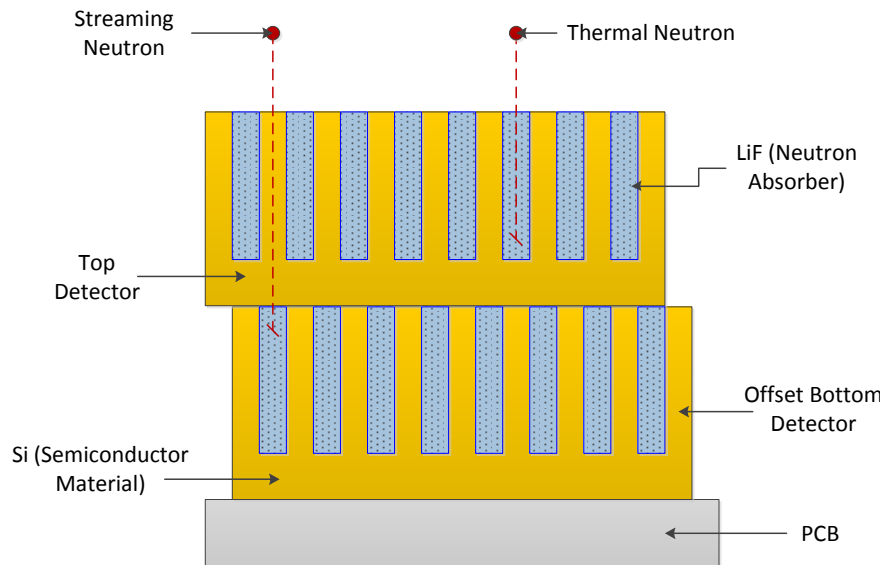 Streaming
Neutron
Thermal Neutron
LiF (Neutron
Absorber)
Top
Detector
Offset Bottom
Detector
Si (Semiconductor
Material)
PCB